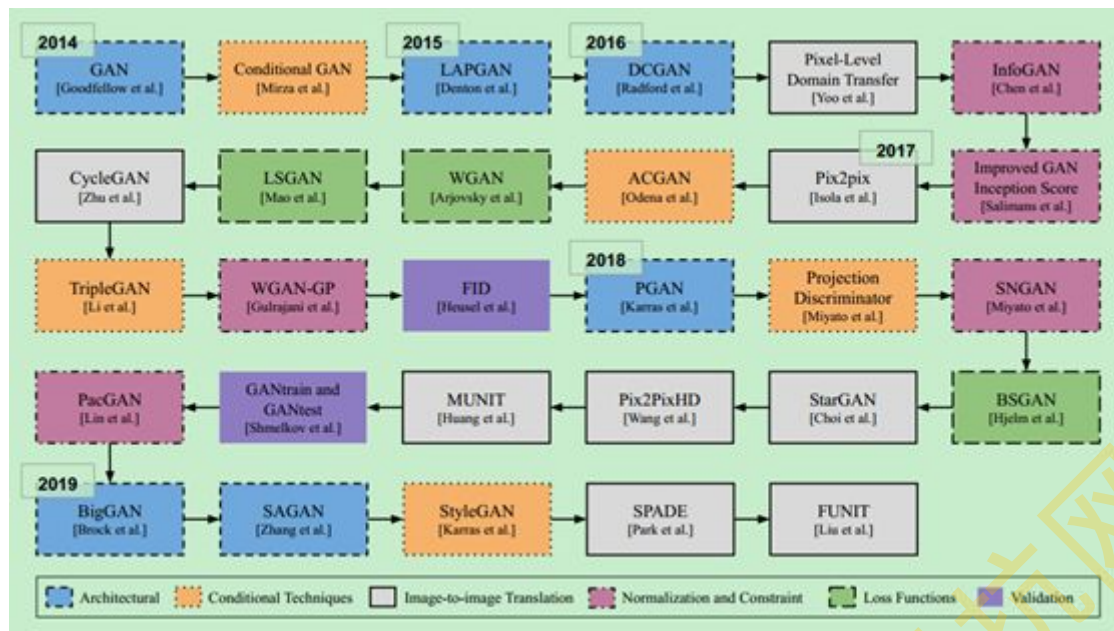 2014
GAN
[Goodfellow et al.]
Conditional GAN
[Mirza et al.]
2015
LAPGAN
[Denton et al.]
2016
DCGAN
[Radford et al.]
Pixel-Level
Domain Transfer
[Yoo et al.]
InfoGAN
[Chen et al.]
CycleGAN
[Zhu et al.]
LSGAN
[Mao et al.]
WGAN
[Arjovsky et al.]
ACGAN
[Odena et al.]
2017
Pix2pix
[Isola et al.]
Improved GAN
Inception Score
[Salimans et al.]
TripleGAN
[Li et al.]
WGAN-GP
[Gulrajani et al.]
FID
[Heusel et al.]
2018
PGAN
[Karras et al.]
Projection
Discriminator
[Miyato et al.]
SNGAN
[Miyato et al.]
PacGAN
[Lin et al.]
GANtrain and
GANtest
[Shmelkov et al.]
MUNIT
[Huang et al.]
Pix2PixHD
[Wang et al.]
StarGAN
[Choi et al.]
BSGAN
[Hjelm et al.]
2019
BigGAN
[Brock et al.]
SAGAN
[Zhang et al.]
StyleGAN
[Karras et al.]
SPADE
[Park et al.]
FUNIT
[Liu et al.]
Architectural
Conditional Techniques
Image-to-image Translation
Normalization and Constraint
Loss Functions
Validation